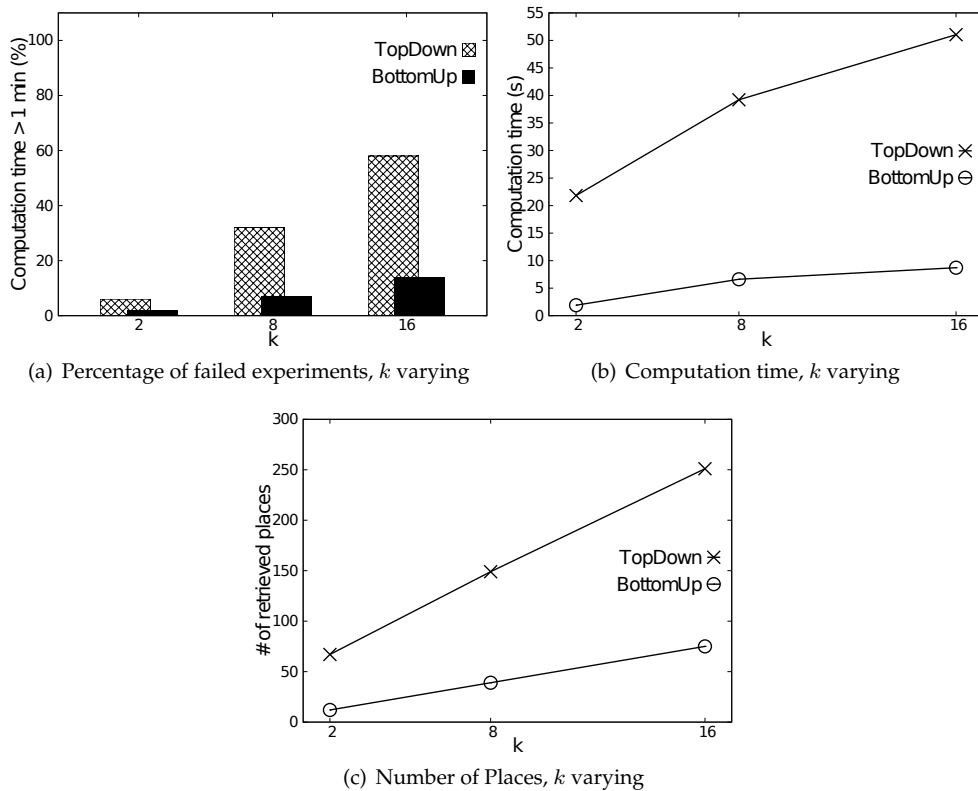 Computation time > 1 min (%)
100
80
60
40
20
0
TopDown
BottomUp
2 8 16
k
(a) Percentage of failed experiments, k varying
Computation time (s)
55
50
45
40
35
30
25
20
15
10
5
0
TopDown
BottomUp
2 8 16
k
(b) Computation time, k varying
# of retrieved places
300
250
200
150
100
50
0
TopDown
BottomUp
2 8 16
k
(c) Number of Places, k varying